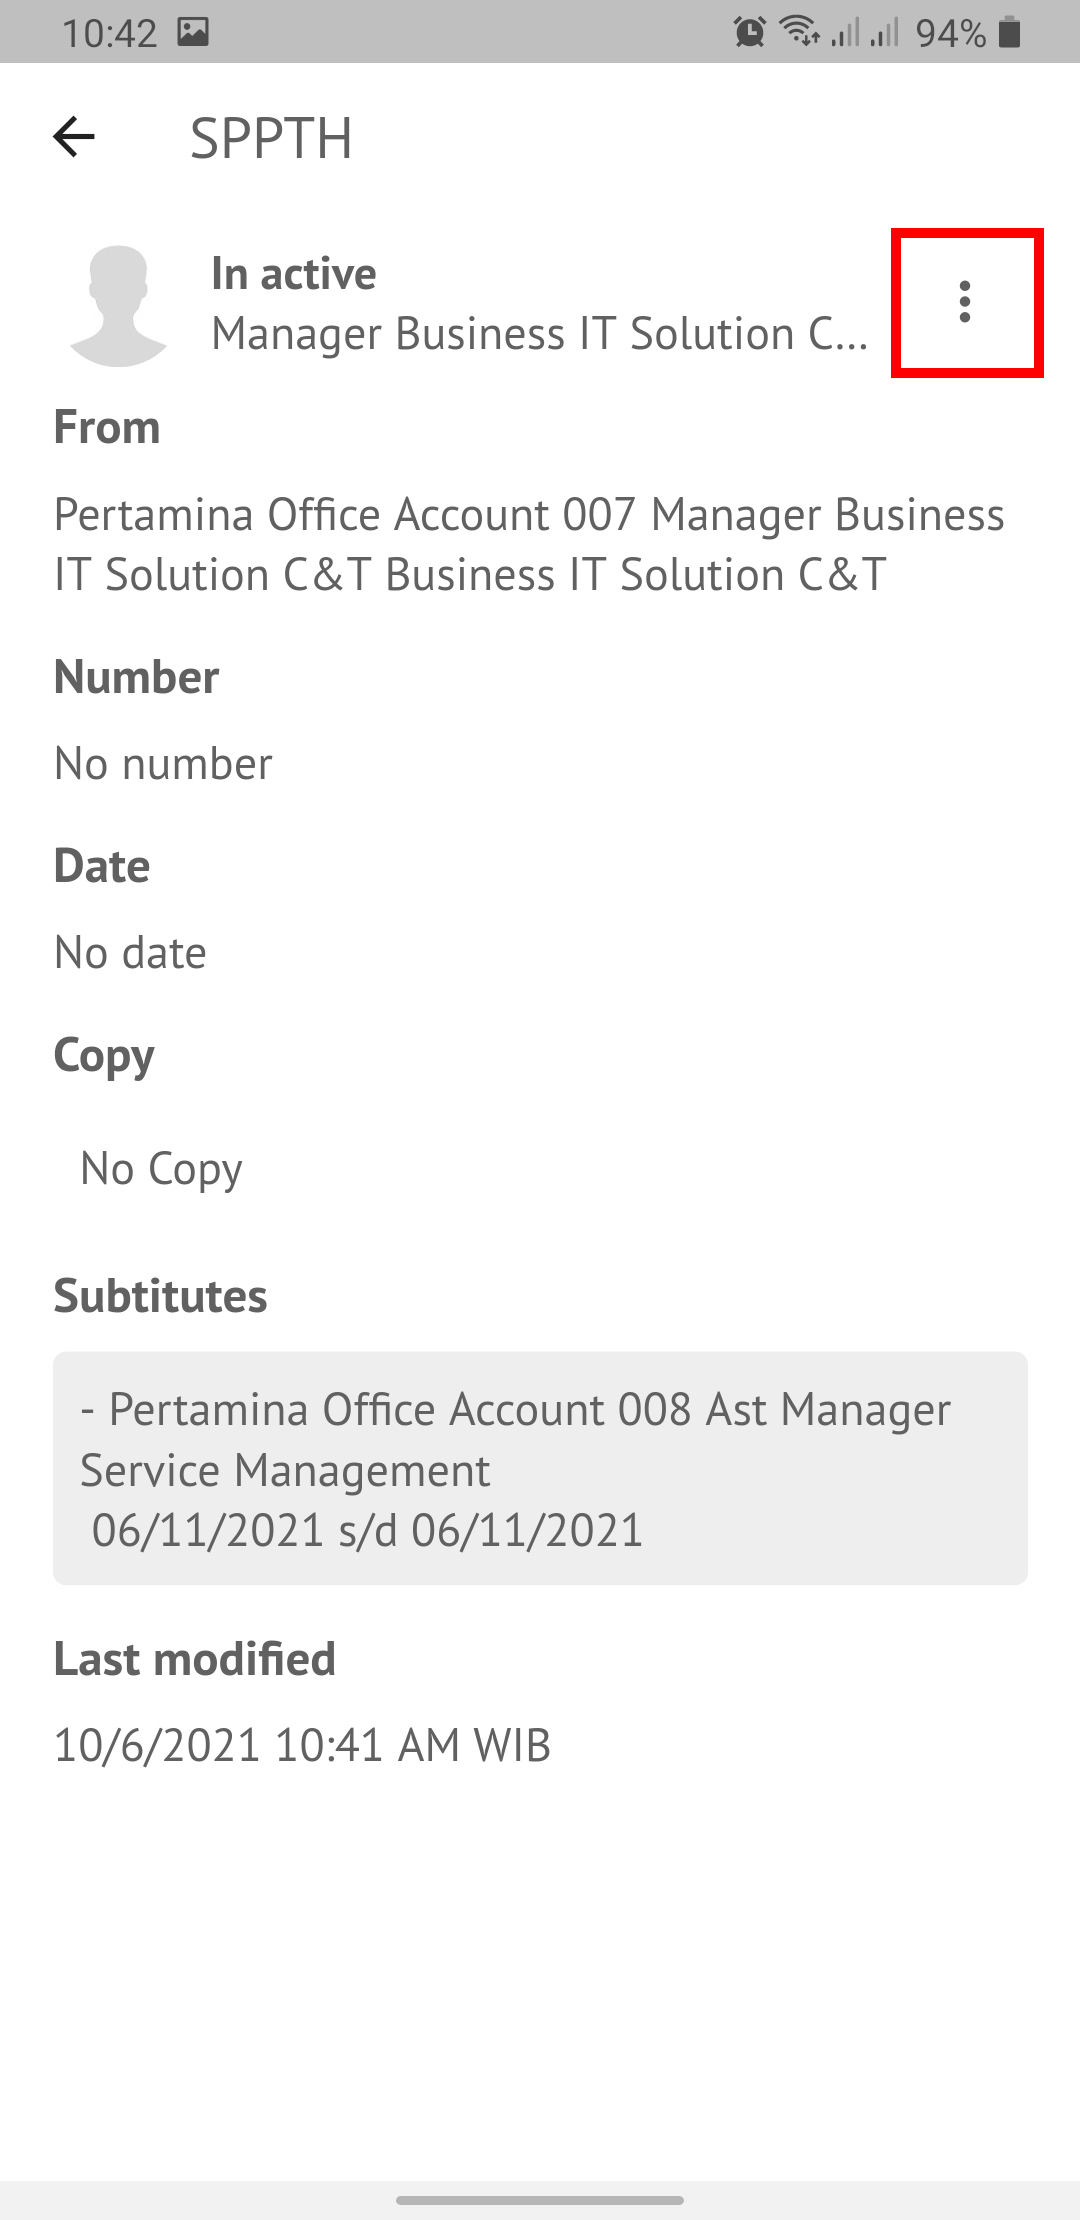 10:42
94%
SPPTH
In active
Manager Business IT Solution C...
From
Pertamina Office Account 007 Manager Business
IT Solution C&T Business IT Solution C&T
Number
No number
Date
No date
Copy
No Copy
Subtitutes
- Pertamina Office Account 008 Ast Manager
Service Management
06/11/2021 s/d 06/11/2021
Last modified
10/6/2021 10:41 AM WIB